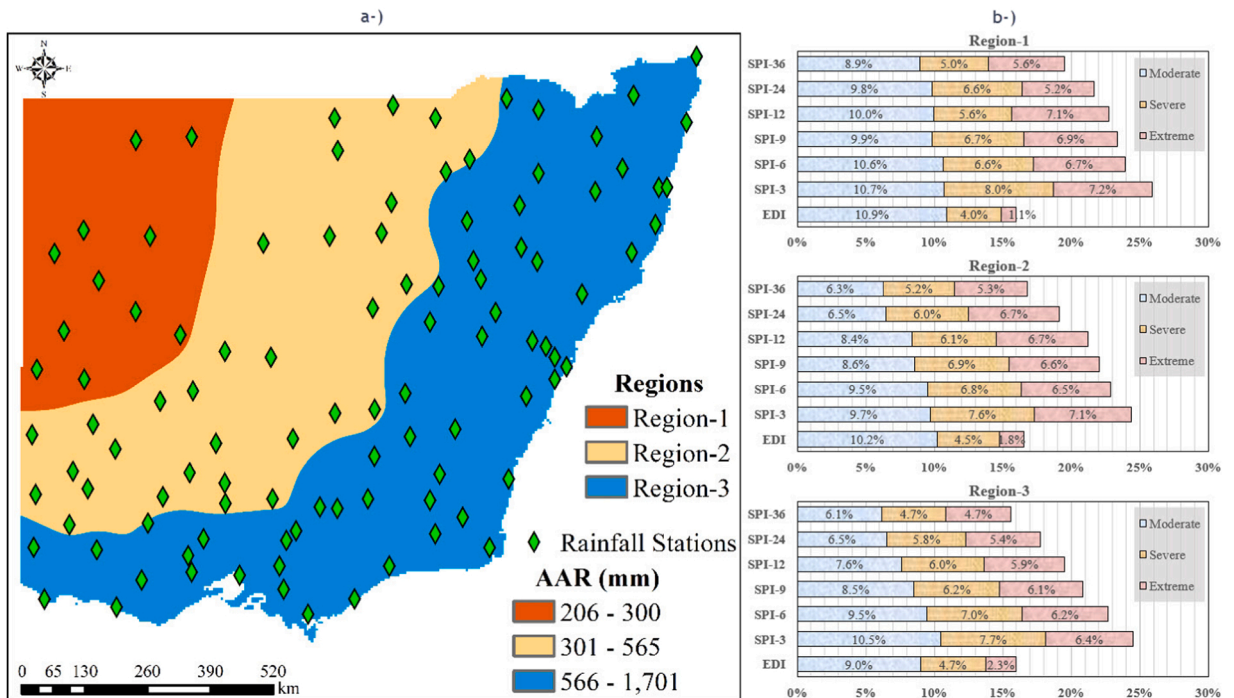 a-)
N
W E
S
Regions
Region-1
Region-2
Region-3
Rainfall Stations
AAR (mm)
206 - 300
301 - 565
566 - 1,701
0 65 130 260 390 520
km
b-)
Region-1
SPI-36 8.9% 5.0% 5.6%
SPI-24 9.8% 6.6% 5.2%
SPI-12 10.0% 5.6% 7.1%
SPI-9 9.9% 6.7% 6.9%
SPI-6 10.6% 6.6% 6.7%
SPI-3 10.7% 8.0% 7.2%
EDI 10.9% 4.0% 1.1%
0% 5% 10% 15% 20% 25% 30%
Moderate
Severe
Extreme
Region-2
SPI-36 6.3% 5.2% 5.3%
SPI-24 6.5% 6.0% 6.7%
SPI-12 8.4% 6.1% 6.7%
SPI-9 8.6% 6.9% 6.6%
SPI-6 9.5% 6.8% 6.5%
SPI-3 9.7% 7.6% 7.1%
EDI 10.2% 4.5% 1.8%
0% 5% 10% 15% 20% 25% 30%
Moderate
Severe
Extreme
Region-3
SPI-36 6.1% 4.7% 4.7%
SPI-24 6.5% 5.8% 5.4%
SPI-12 7.6% 6.0% 5.9%
SPI-9 8.5% 6.2% 6.1%
SPI-6 9.5% 7.0% 6.2%
SPI-3 10.5% 7.7% 6.4%
EDI 9.0% 4.7% 2.3%
0% 5% 10% 15% 20% 25% 30%
Moderate
Severe
Extreme